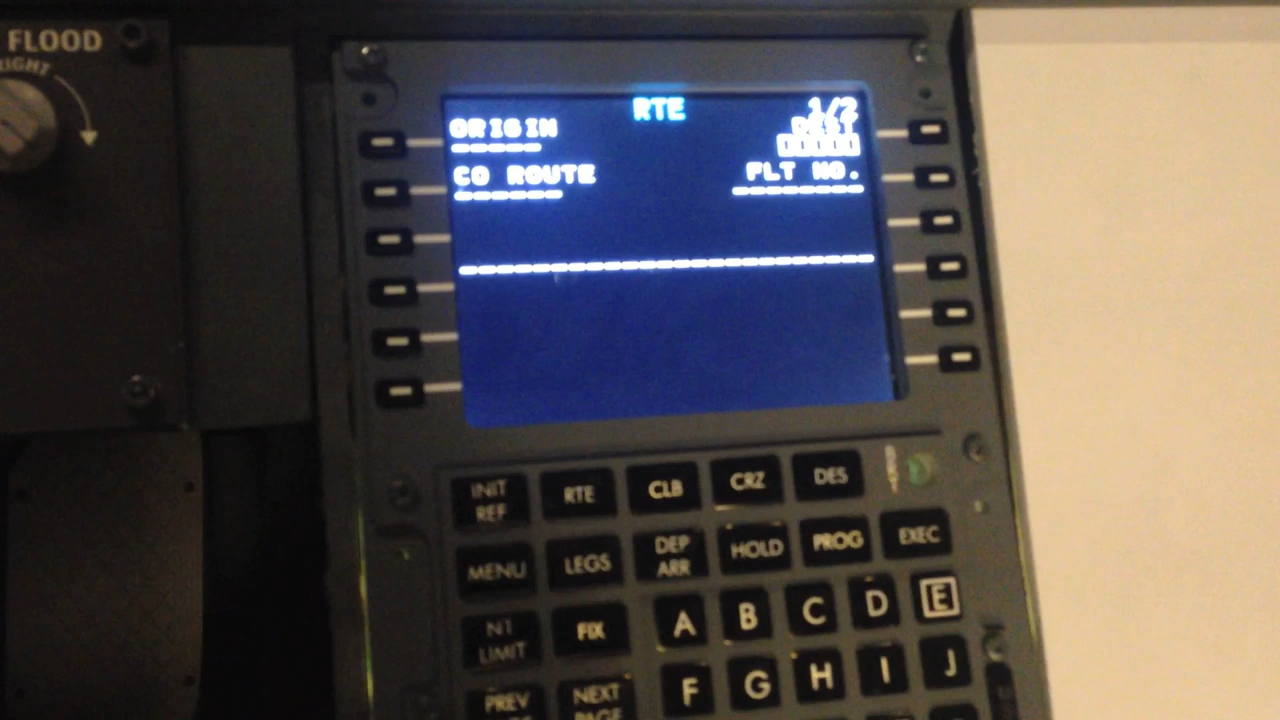 FLOOD
RTE 1/2
ORIGIN DEST
----- □□□□□
CO ROUTE FLT NO.
INIT REF RTE CLB CRZ DES
MENU LEGS DEP ARR HOLD PROG EXEC
N1 LIMIT FIX A B C D E
PREV NEXT PAGE F G H I J